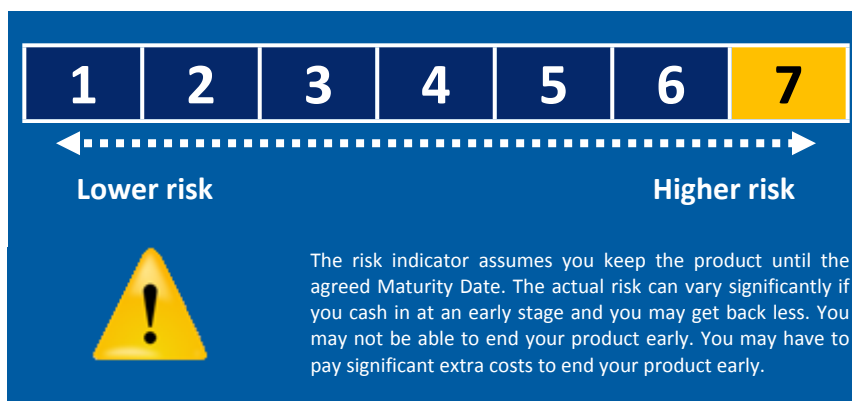 1 2 3 4 5 6 7
Lower risk Higher risk
The risk indicator assumes you keep the product until the
agreed Maturity Date. The actual risk can vary significantly if
you cash in at an early stage and you may get back less. You
may not be able to end your product early. You may have to
pay significant extra costs to end your product early.